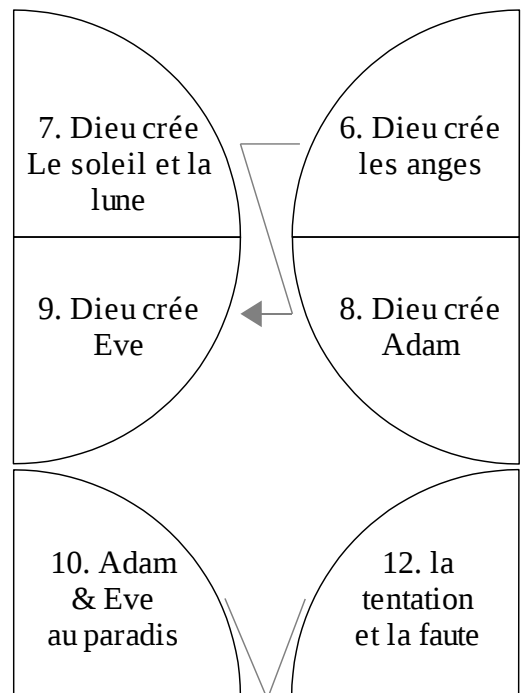 7. Dieu crée
Le soleil et la
lune
6. Dieu crée
les anges
9. Dieu crée
Eve
8. Dieu crée
Adam
10. Adam
& Eve
au paradis
12. la
tentation
et la faute